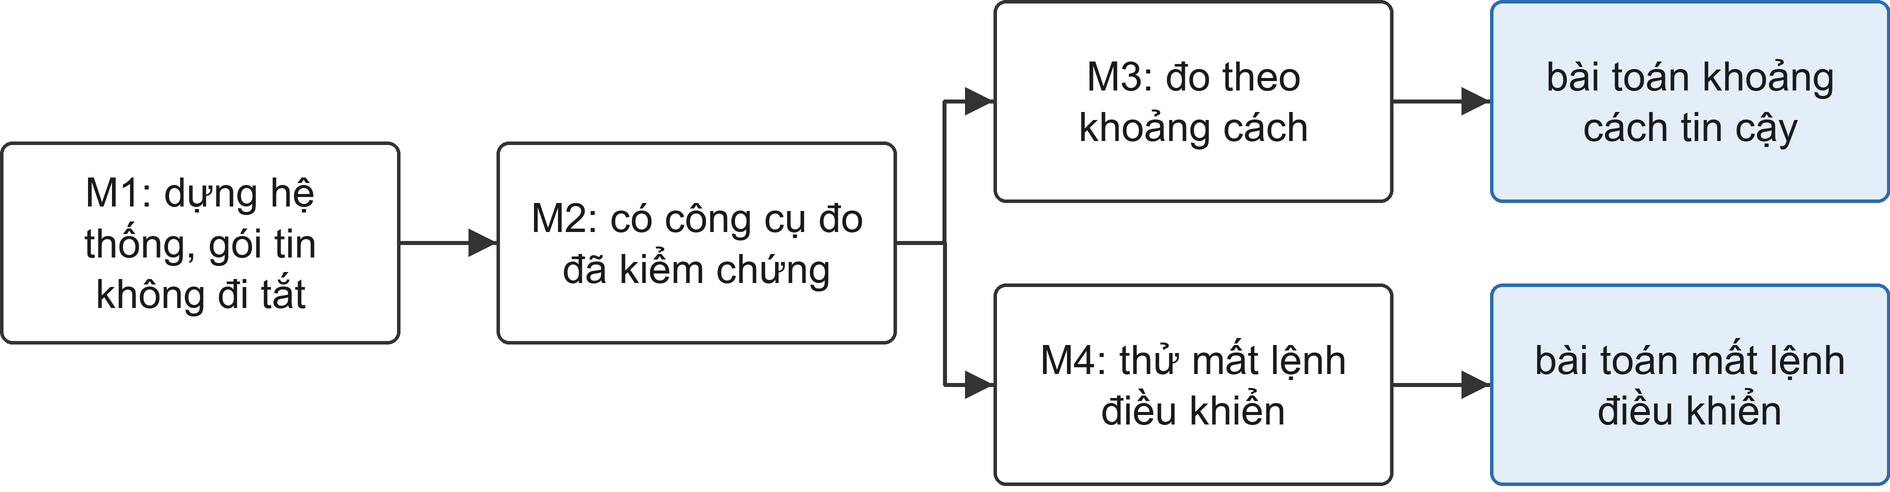 M1: dựng hệ
thống, gói tin
không đi tắt
M2: có công cụ đo
đã kiểm chứng
M3: đo theo
khoảng cách
bài toán khoảng
cách tin cậy
M4: thử mất lệnh
điều khiển
bài toán mất lệnh
điều khiển